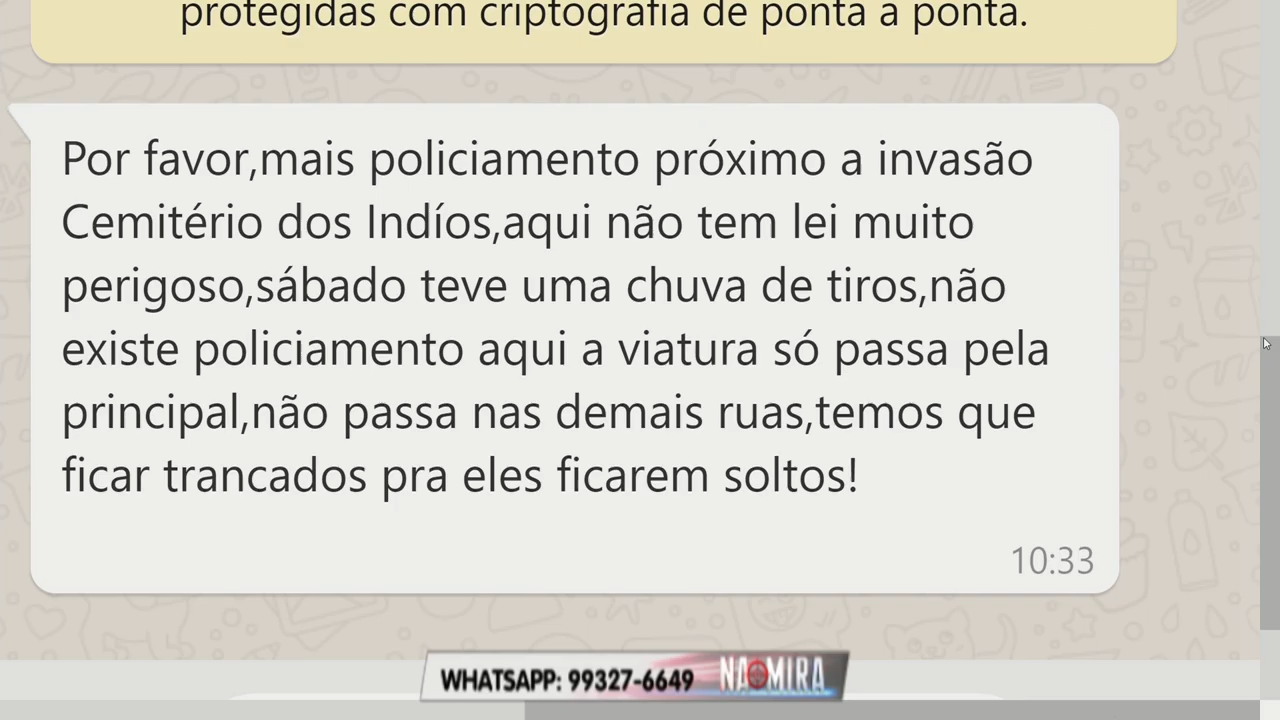 protegidas com criptografia de ponta a ponta.
Por favor,mais policiamento próximo a invasão
Cemitério dos Indíos,aqui não tem lei muito
perigoso,sábado teve uma chuva de tiros,não
existe policiamento aqui a viatura só passa pela
principal,não passa nas demais ruas,temos que
ficar trancados pra eles ficarem soltos!
10:33
WHATSAPP: 99327-6649 NA MIRA